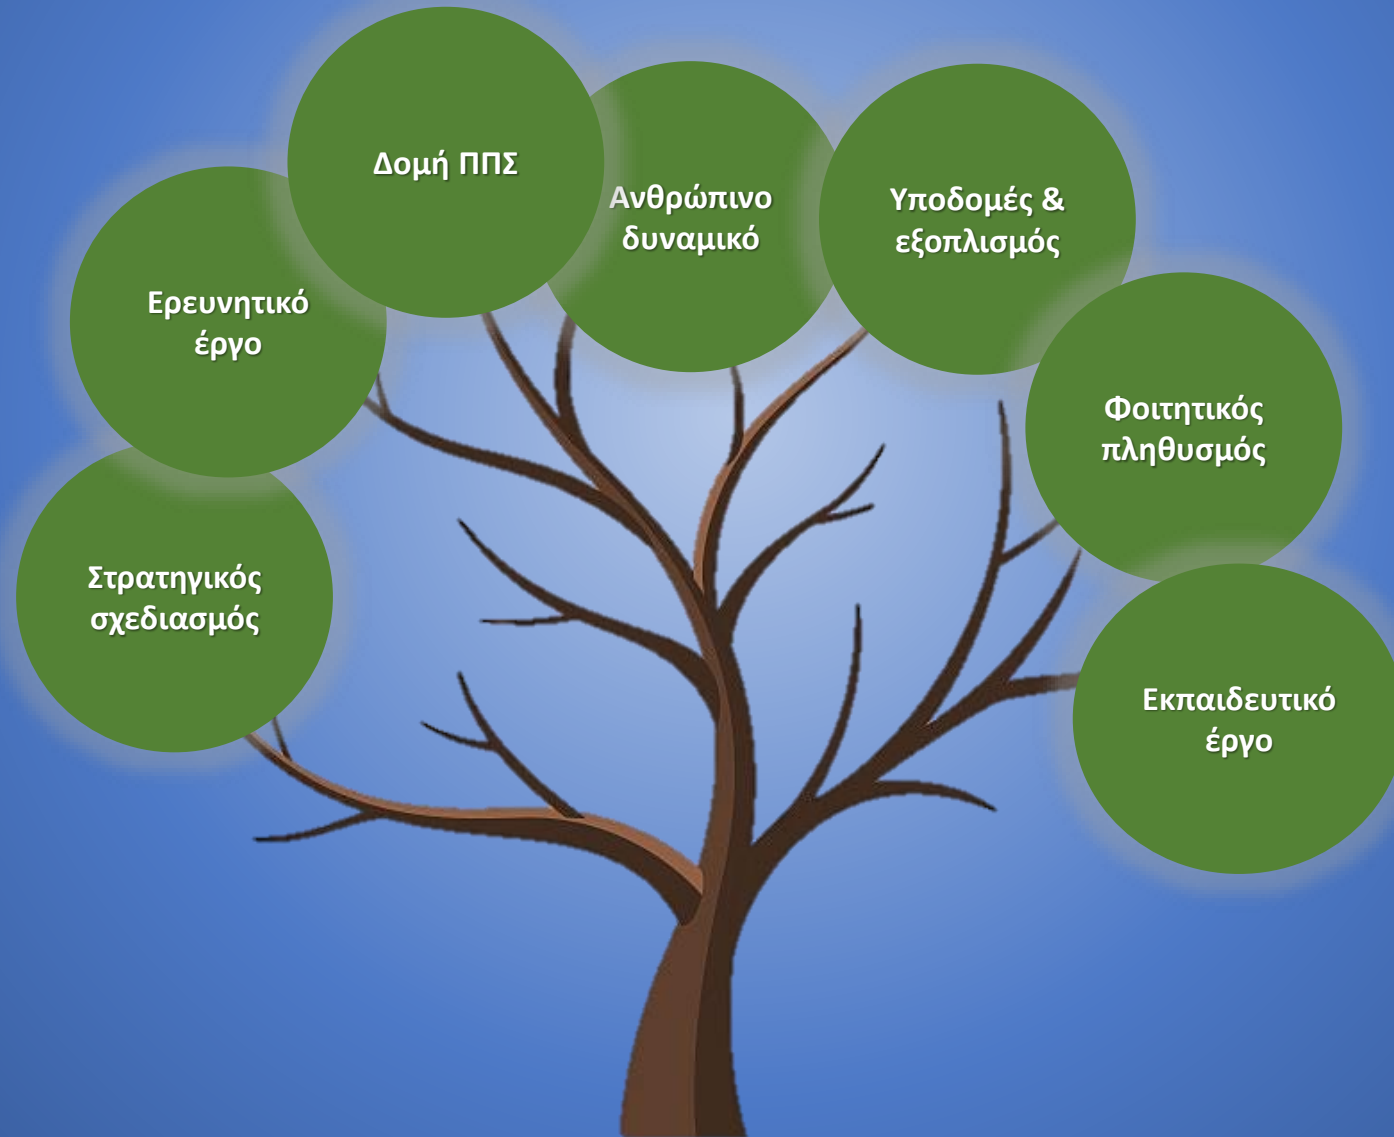 Δομή ΠΠΣ
Ανθρώπινο
δυναμικό
Υποδομές &
εξοπλισμός
Ερευνητικό
έργο
Φοιτητικός
πληθυσμός
Στρατηγικός
σχεδιασμός
Εκπαιδευτικό
έργο